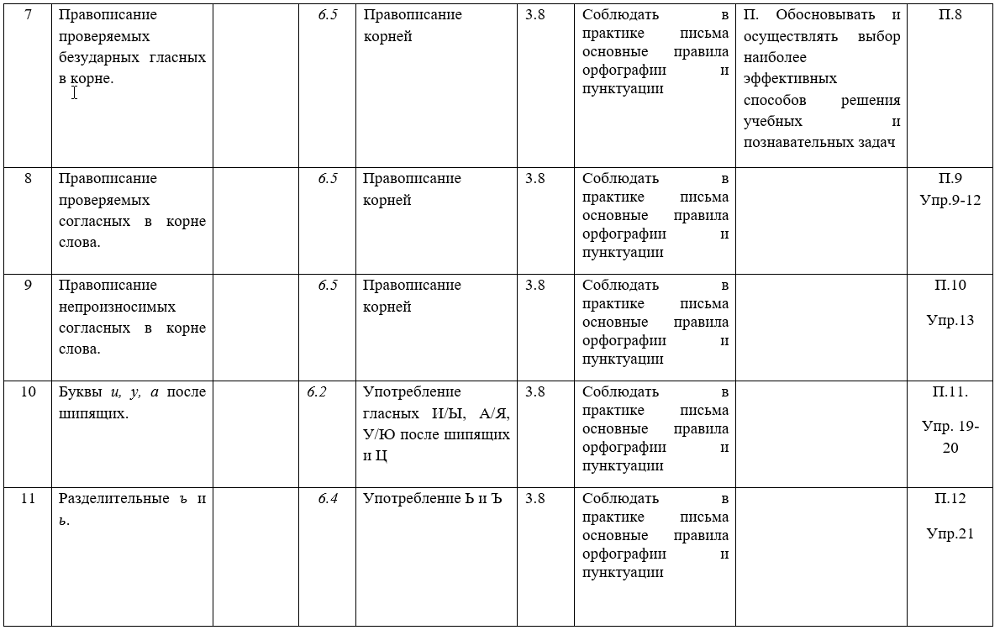 7
Правописание
проверяемых
безударных гласных
в корне.
6.5
Правописание
корней
3.8
Соблюдать в
практике письма
основные правила
орфографии и
пунктуации
П. Обосновывать и
осуществлять выбор
наиболее
эффективных
способов решения
учебных и
познавательных задач
П.8
8
Правописание
проверяемых
согласных в корне
слова.
6.5
Правописание
корней
3.8
Соблюдать в
практике письма
основные правила
орфографии и
пунктуации
П.9
Упр.9-12
9
Правописание
непроизносимых
согласных в корне
слова.
6.5
Правописание
корней
3.8
Соблюдать в
практике письма
основные правила
орфографии и
пунктуации
П.10
Упр.13
10
Буквы и, у, а после
шипящих.
6.2
Употребление
гласных И/Ы, А/Я,
У/Ю после шипящих
и Ц
3.8
Соблюдать в
практике письма
основные правила
орфографии и
пунктуации
П.11.
Упр. 19-
20
11
Разделительные ъ и
ь.
6.4
Употребление Ь и Ъ
3.8
Соблюдать в
практике письма
основные правила
орфографии и
пунктуации
П.12
Упр.21